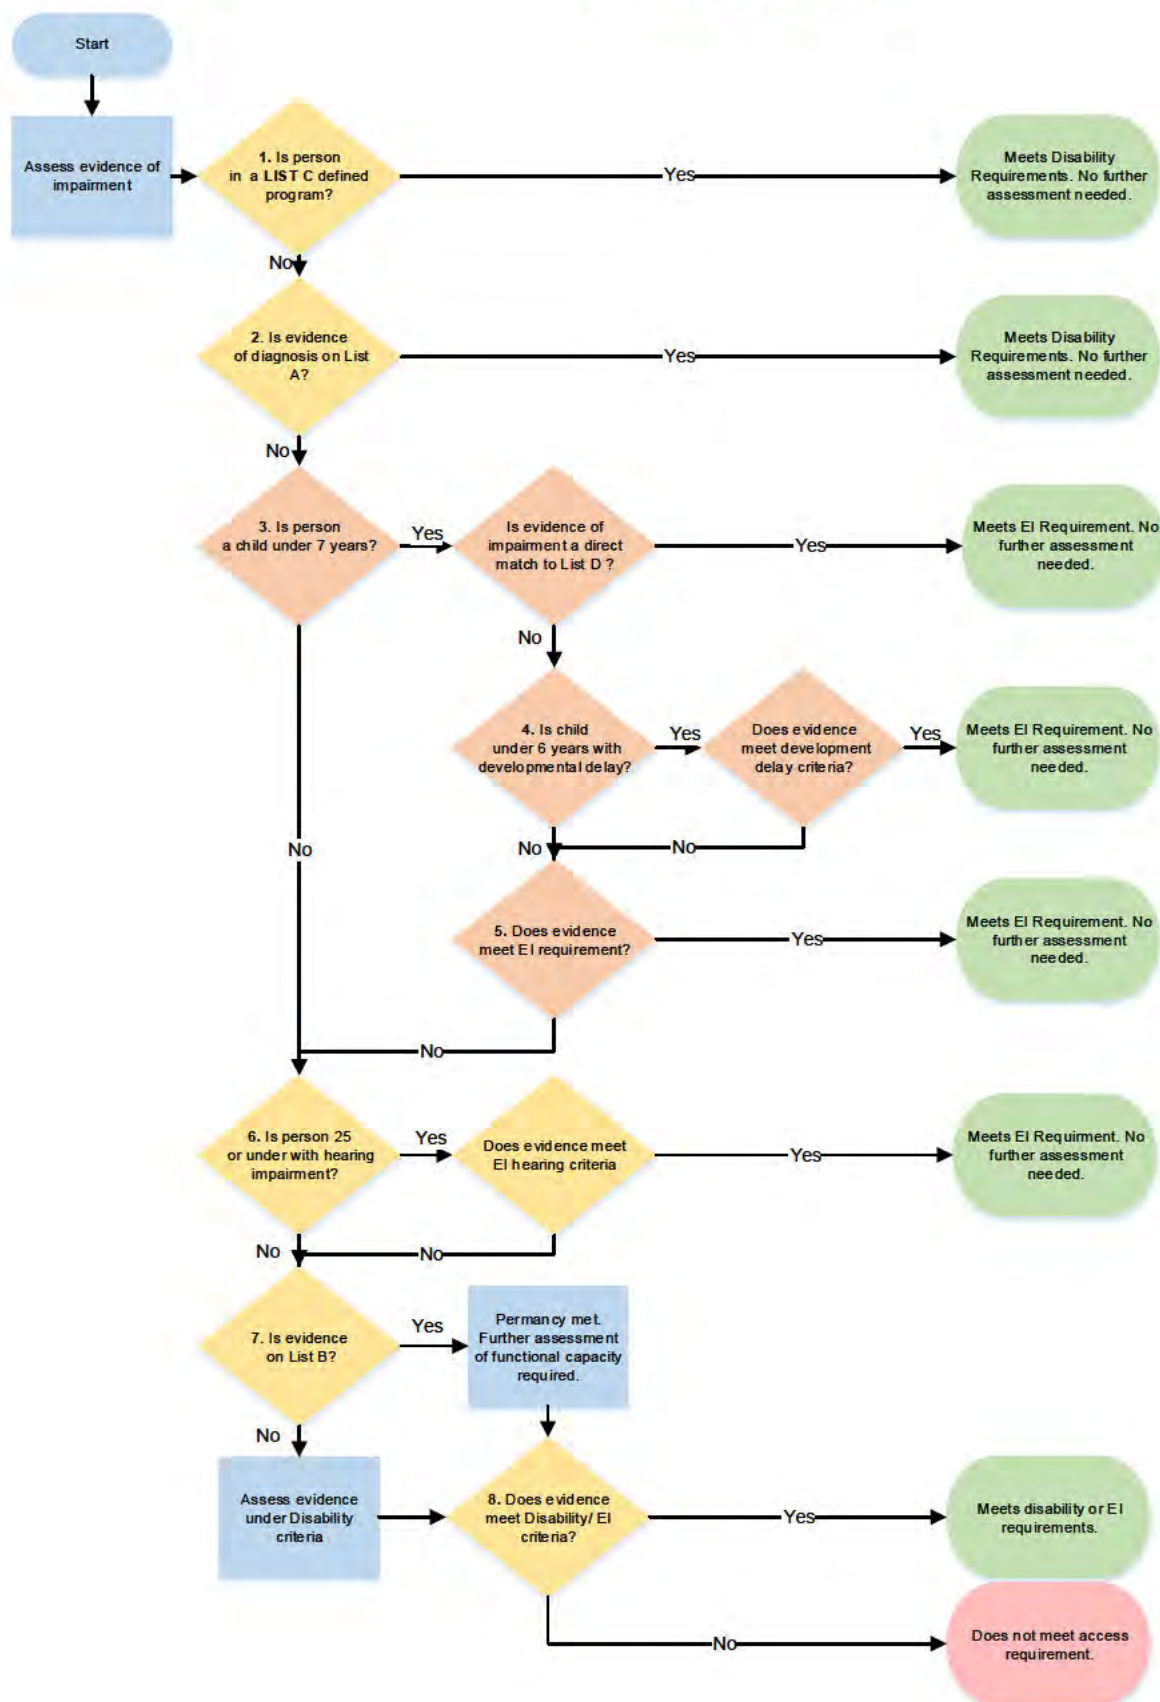 Start
Assess evidence of
impairment
1. Is person
in a LIST C defined
program?
Yes
Meets Disability
Requirements. No further
assessment needed.
No
2. Is evidence
of diagnosis on List
A?
Yes
Meets Disability
Requirements. No further
assessment needed.
No
3. Is person
a child under 7 years?
Yes
Is evidence of
impairment a direct
match to List D ?
Yes
Meets EI Requirement. No
further assessment
needed.
No
4. Is child
under 6 years with
developmental delay?
Yes
Does evidence
meet development
delay criteria?
Yes
Meets EI Requirement. No
further assessment
needed.
No
No
No
5. Does evidence
meet EI requirement?
Yes
Meets EI Requirement. No
further assessment
needed.
No
6. Is person 25
or under with hearing
impairment?
Yes
Does evidence meet
EI hearing criteria
Yes
Meets EI Requirment. No
further assessment
needed.
No
No
7. Is evidence
on List B?
Yes
Permancy met.
Further assessment
of functional capacity
required.
No
Assess evidence
under Disability
criteria
8. Does evidence
meet Disability/ EI
criteria?
Yes
Meets disability or EI
requirements.
No
Does not meet access
requirement.